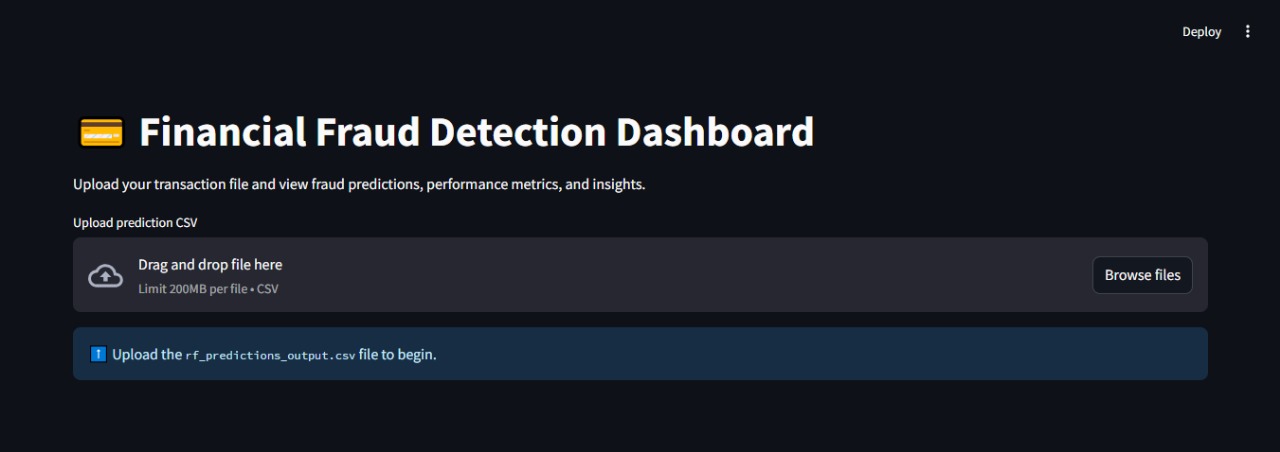 Deploy
💳 Financial Fraud Detection Dashboard
Upload your transaction file and view fraud predictions, performance metrics, and insights.
Upload prediction CSV
Drag and drop file here
Limit 200MB per file • CSV
Browse files
⬆️ Upload the rf_predictions_output.csv file to begin.